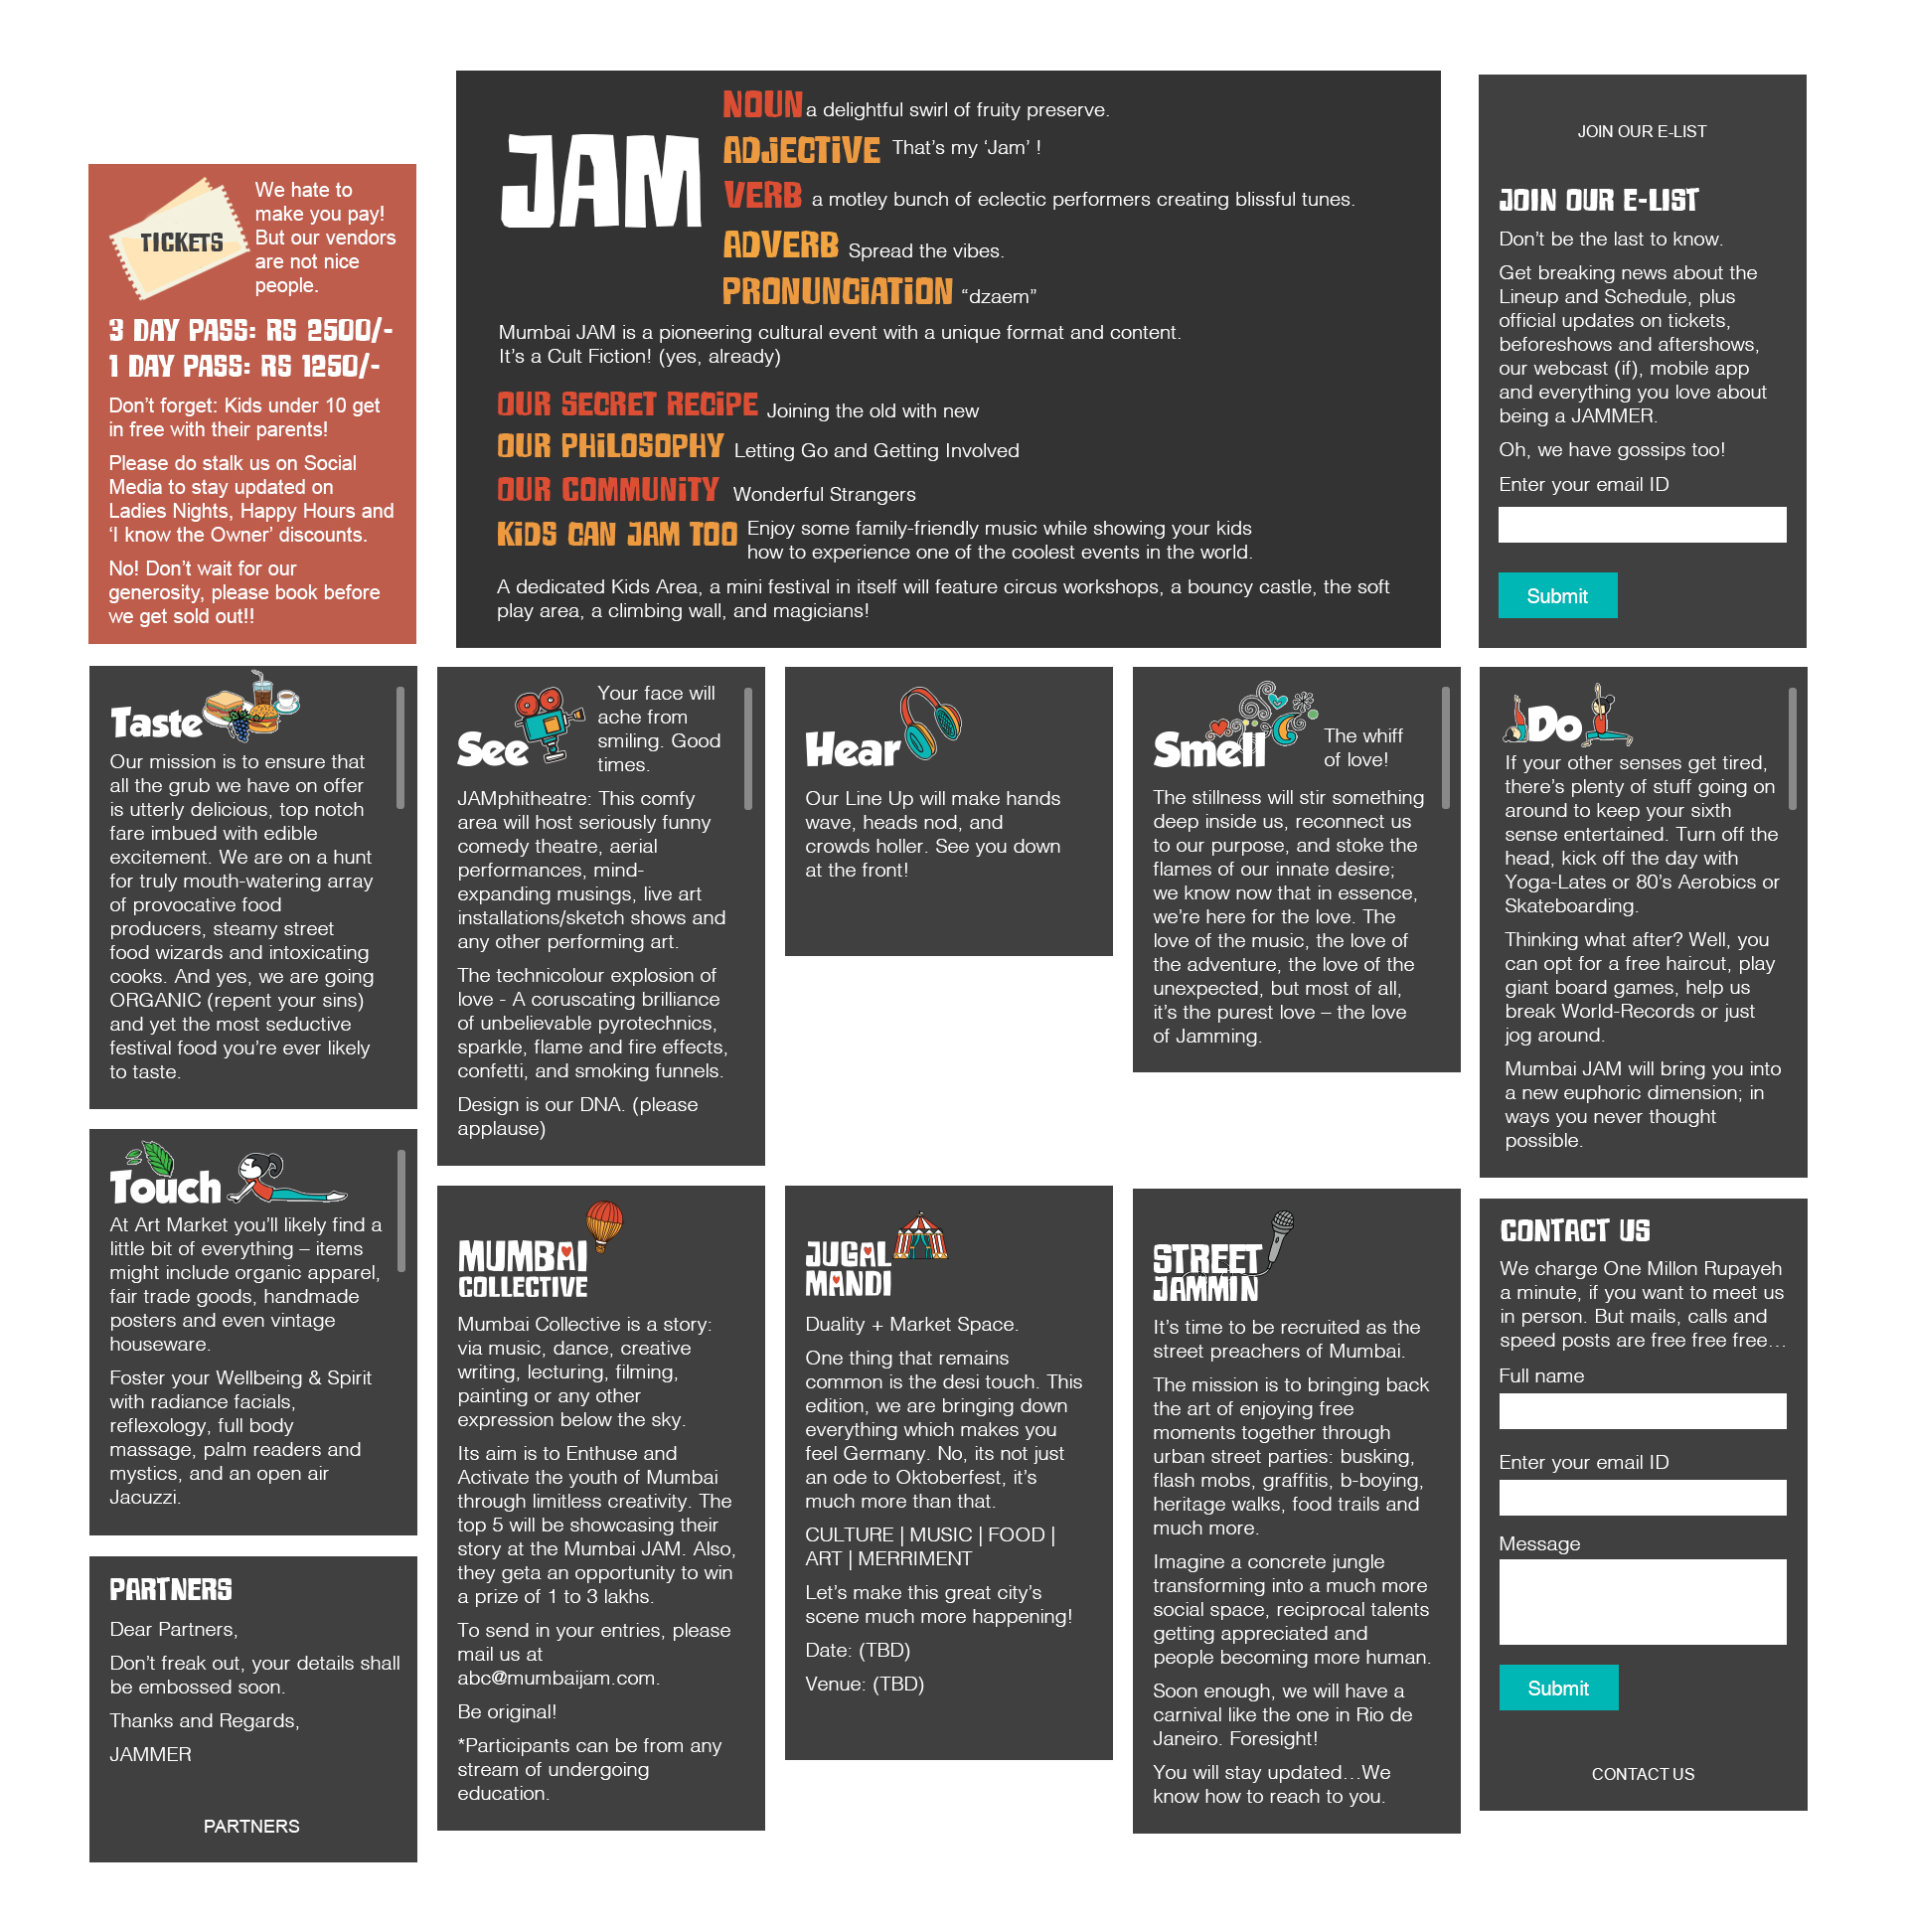 TICKETS
We hate to
make you pay!
But our vendors
are not nice
people.
3 DAY PASS: RS 2500/-
1 DAY PASS: RS 1250/-
Don't forget: Kids under 10 get
in free with their parents!
Please do stalk us on Social
Media to stay updated on
Ladies Nights, Happy Hours and
'I know the Owner' discounts.
No! Don't wait for our
generosity, please book before
we get sold out!!
JAM
NOUN a delightful swirl of fruity preserve.
ADJECTIVE That's my 'Jam' !
VERB a motley bunch of eclectic performers creating blissful tunes.
ADVERB Spread the vibes.
PRONUNCIATION "dzaem"
Mumbai JAM is a pioneering cultural event with a unique format and content.
It's a Cult Fiction! (yes, already)
OUR SECRET RECIPE Joining the old with new
OUR PHILOSOPHY Letting Go and Getting Involved
OUR COMMUNITY Wonderful Strangers
KIDS CAN JAM TOO Enjoy some family-friendly music while showing your kids
how to experience one of the coolest events in the world.
A dedicated Kids Area, a mini festival in itself will feature circus workshops, a bouncy castle, the soft
play area, a climbing wall, and magicians!
JOIN OUR E-LIST
JOIN OUR E-LIST
Don't be the last to know.
Get breaking news about the
Lineup and Schedule, plus
official updates on tickets,
beforeshows and aftershows,
our webcast (if), mobile app
and everything you love about
being a JAMMER.
Oh, we have gossips too!
Enter your email ID
Submit
Taste
Our mission is to ensure that
all the grub we have on offer
is utterly delicious, top notch
fare imbued with edible
excitement. We are on a hunt
for truly mouth-watering array
of provocative food
producers, steamy street
food wizards and intoxicating
cooks. And yes, we are going
ORGANIC (repent your sins)
and yet the most seductive
festival food you're ever likely
to taste.
See
Your face will
ache from
smiling. Good
times.
JAMphitheatre: This comfy
area will host seriously funny
comedy theatre, aerial
performances, mind-
expanding musings, live art
installations/sketch shows and
any other performing art.
The technicolour explosion of
love - A coruscating brilliance
of unbelievable pyrotechnics,
sparkle, flame and fire effects,
confetti, and smoking funnels.
Design is our DNA. (please
applause)
Hear
Our Line Up will make hands
wave, heads nod, and
crowds holler. See you down
at the front!
Smell
The whiff
of love!
The stillness will stir something
deep inside us, reconnect us
to our purpose, and stoke the
flames of our innate desire;
we know now that in essence,
we're here for the love. The
love of the music, the love of
the adventure, the love of the
unexpected, but most of all,
it's the purest love – the love
of Jamming.
Do
If your other senses get tired,
there's plenty of stuff going on
around to keep your sixth
sense entertained. Turn off the
head, kick off the day with
Yoga-Lates or 80's Aerobics or
Skateboarding.
Thinking what after? Well, you
can opt for a free haircut, play
giant board games, help us
break World-Records or just
jog around.
Mumbai JAM will bring you into
a new euphoric dimension; in
ways you never thought
possible.
Touch
At Art Market you'll likely find a
little bit of everything – items
might include organic apparel,
fair trade goods, handmade
posters and even vintage
houseware.
Foster your Wellbeing & Spirit
with radiance facials,
reflexology, full body
massage, palm readers and
mystics, and an open air
Jacuzzi.
MUMBAI
COLLECTIVE
Mumbai Collective is a story:
via music, dance, creative
writing, lecturing, filming,
painting or any other
expression below the sky.
Its aim is to Enthuse and
Activate the youth of Mumbai
through limitless creativity. The
top 5 will be showcasing their
story at the Mumbai JAM. Also,
they geta an opportunity to win
a prize of 1 to 3 lakhs.
To send in your entries, please
mail us at
abc@mumbaijam.com.
Be original!
*Participants can be from any
stream of undergoing
education.
JUGAL
MANDI
Duality + Market Space.
One thing that remains
common is the desi touch. This
edition, we are bringing down
everything which makes you
feel Germany. No, its not just
an ode to Oktoberfest, it's
much more than that.
CULTURE | MUSIC | FOOD |
ART | MERRIMENT
Let's make this great city's
scene much more happening!
Date: (TBD)
Venue: (TBD)
STREET
JAMMIN
It's time to be recruited as the
street preachers of Mumbai.
The mission is to bringing back
the art of enjoying free
moments together through
urban street parties: busking,
flash mobs, graffitis, b-boying,
heritage walks, food trails and
much more.
Imagine a concrete jungle
transforming into a much more
social space, reciprocal talents
getting appreciated and
people becoming more human.
Soon enough, we will have a
carnival like the one in Rio de
Janeiro. Foresight!
You will stay updated…We
know how to reach to you.
CONTACT US
We charge One Millon Rupayeh
a minute, if you want to meet us
in person. But mails, calls and
speed posts are free free free…
Full name
Enter your email ID
Message
Submit
CONTACT US
PARTNERS
Dear Partners,
Don't freak out, your details shall
be embossed soon.
Thanks and Regards,
JAMMER
PARTNERS